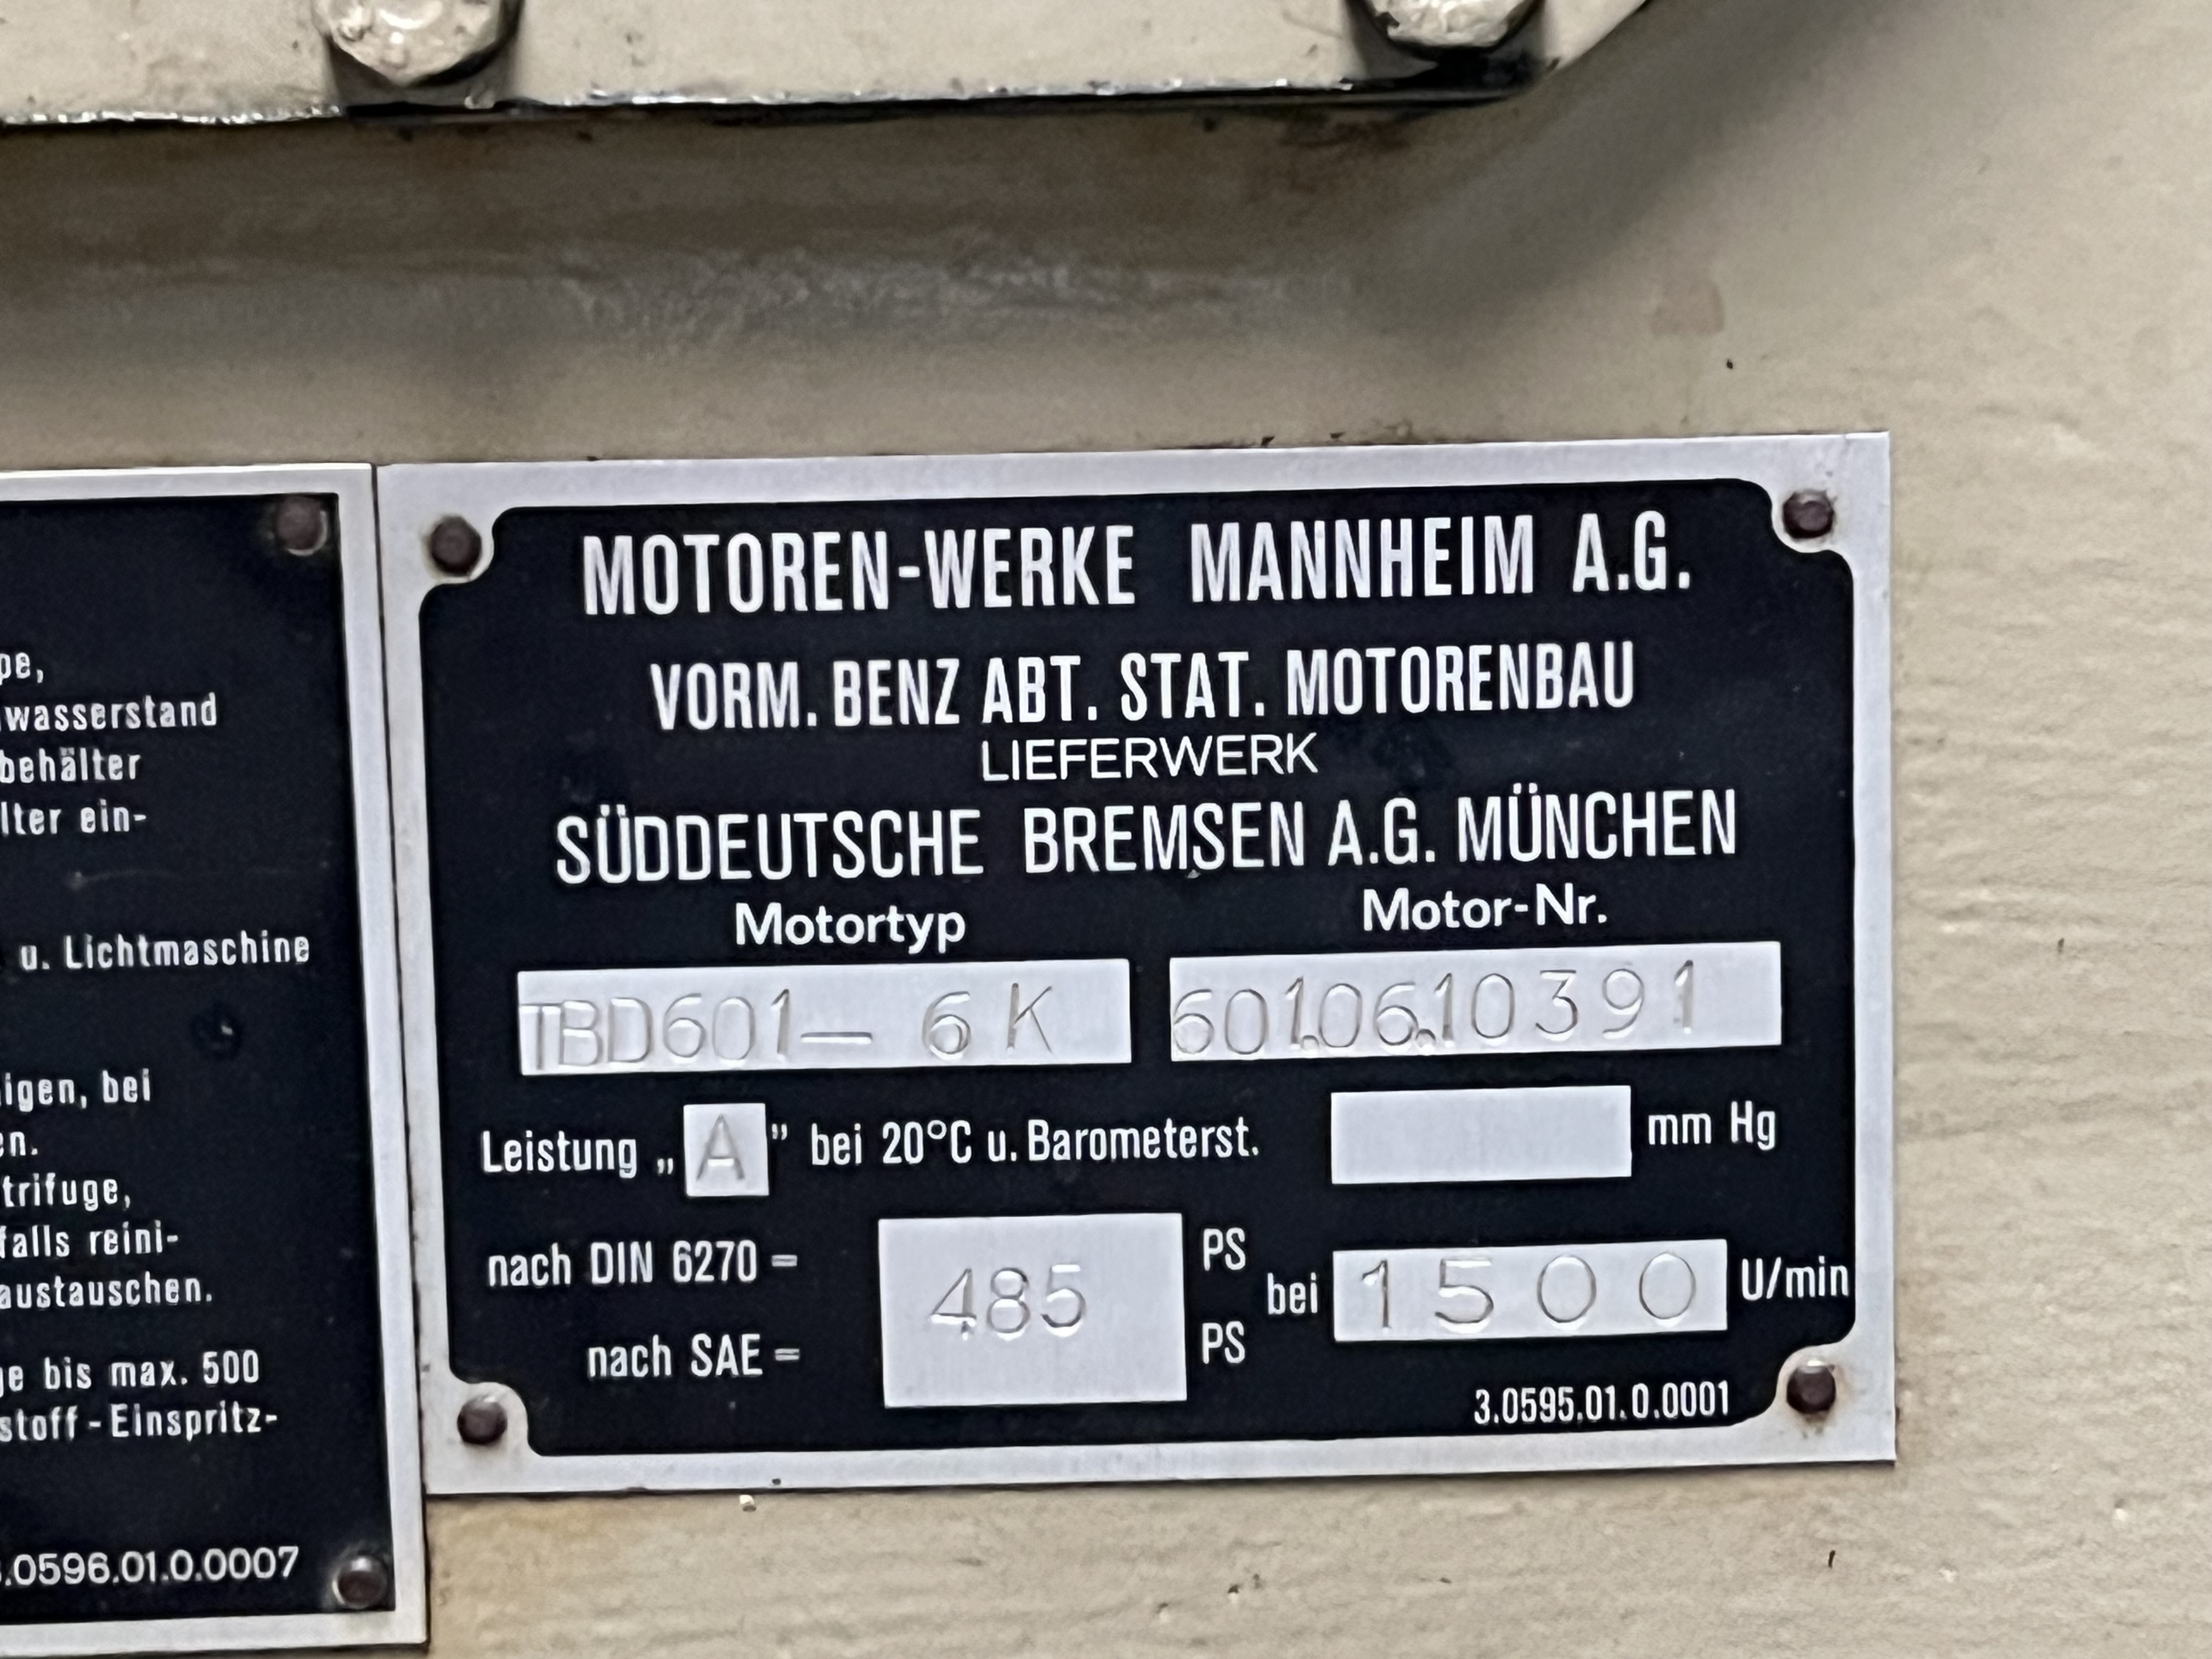 pe,
wasserstand
behälter
lter ein-
u. Lichtmaschine
igen, bei
en.
trifuge,
falls reini-
austauschen.
ge bis max. 500
stoff - Einspritz-
.0596.01.0.0007
MOTOREN-WERKE MANNHEIM A.G.
VORM. BENZ ABT. STAT. MOTORENBAU
LIEFERWERK
SÜDDEUTSCHE BREMSEN A.G. MÜNCHEN
Motortyp Motor-Nr.
TBD601 - 6 K 601.06.10391
Leistung „A” bei 20°C u. Barometerst. mm Hg
nach DIN 6270 = 485 PS bei 1500 U/min
nach SAE = PS
3.0595.01.0.0001